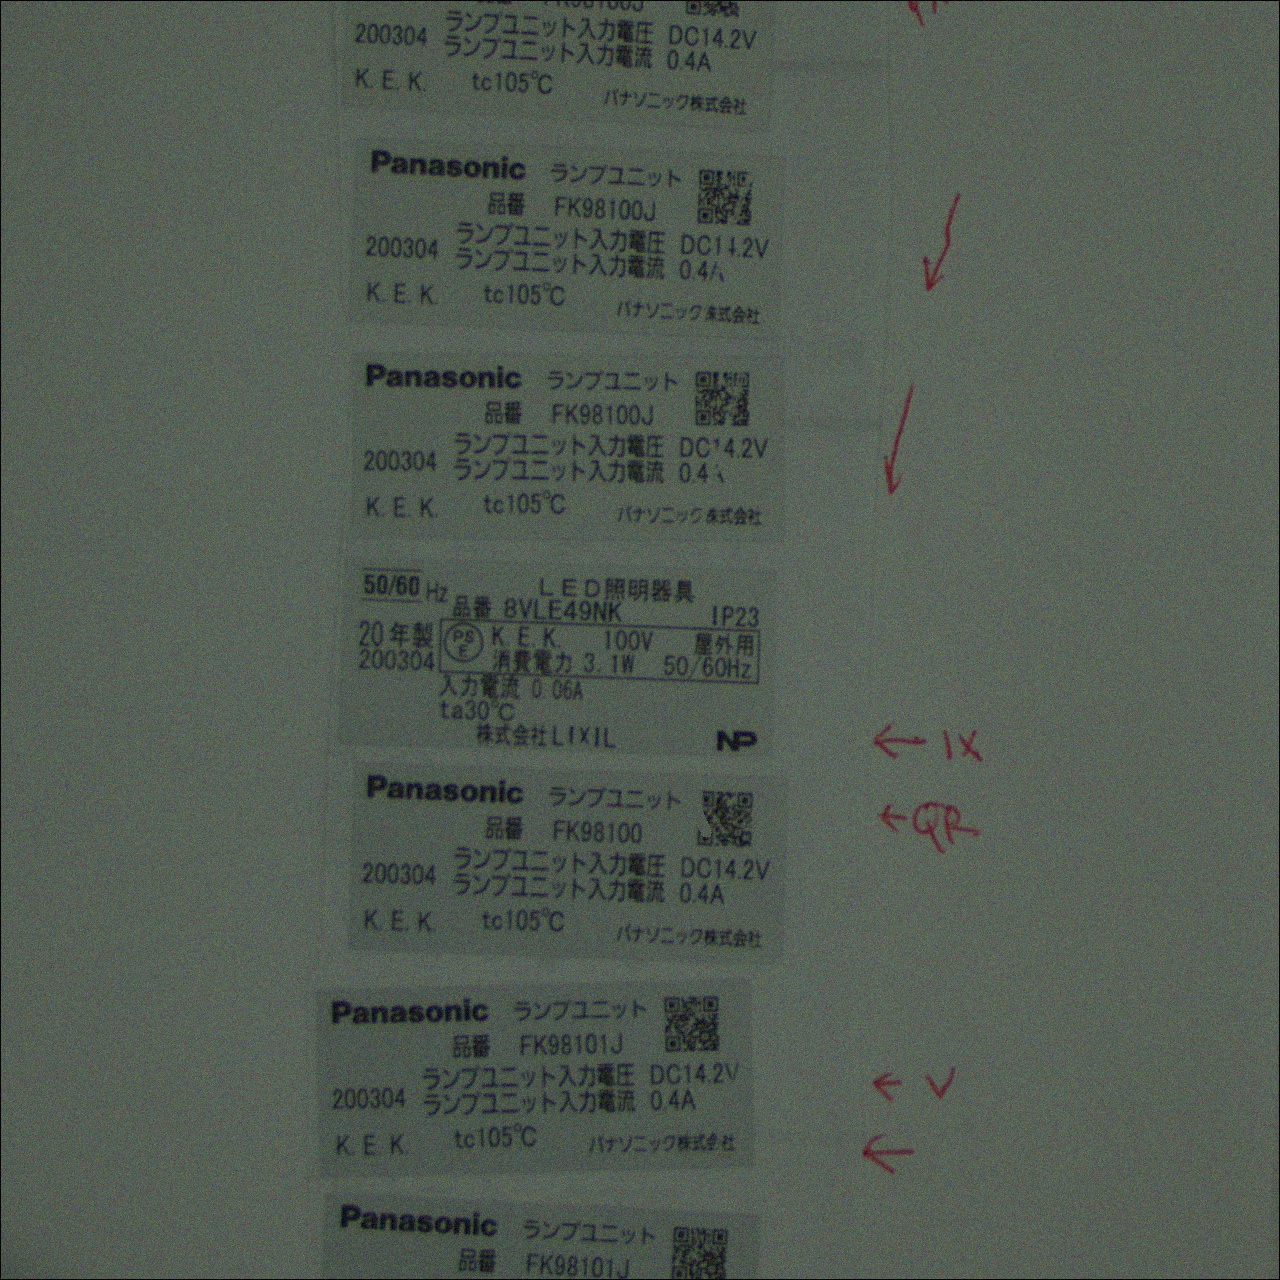 200304 ランプユニット入力電圧 DC14.2V
ランプユニット入力電流 0.4A
K.E.K. tc105℃ パナソニック株式会社
Panasonic ランプユニット
品番 FK98100J
200304 ランプユニット入力電圧 DC14.2V
ランプユニット入力電流 0.4A
K.E.K. tc105℃ パナソニック株式会社
Panasonic ランプユニット
品番 FK98100J
200304 ランプユニット入力電圧 DC14.2V
ランプユニット入力電流 0.4A
K.E.K. tc105℃ パナソニック株式会社
50/60 Hz LED照明器具
品番 8VLE49NK IP23
20年製 PSE K.E.K. 100V 屋外用
200304 消費電力 3.1W 50/60Hz
入力電流 0.06A
ta30℃
株式会社LIXIL NP
← IX
Panasonic ランプユニット
← QR
品番 FK98100
200304 ランプユニット入力電圧 DC14.2V
ランプユニット入力電流 0.4A
K.E.K. tc105℃ パナソニック株式会社
Panasonic ランプユニット
品番 FK98101J
200304 ランプユニット入力電圧 DC14.2V
← V
ランプユニット入力電流 0.4A
K.E.K. tc105℃ パナソニック株式会社
Panasonic ランプユニット
品番 FK98101J